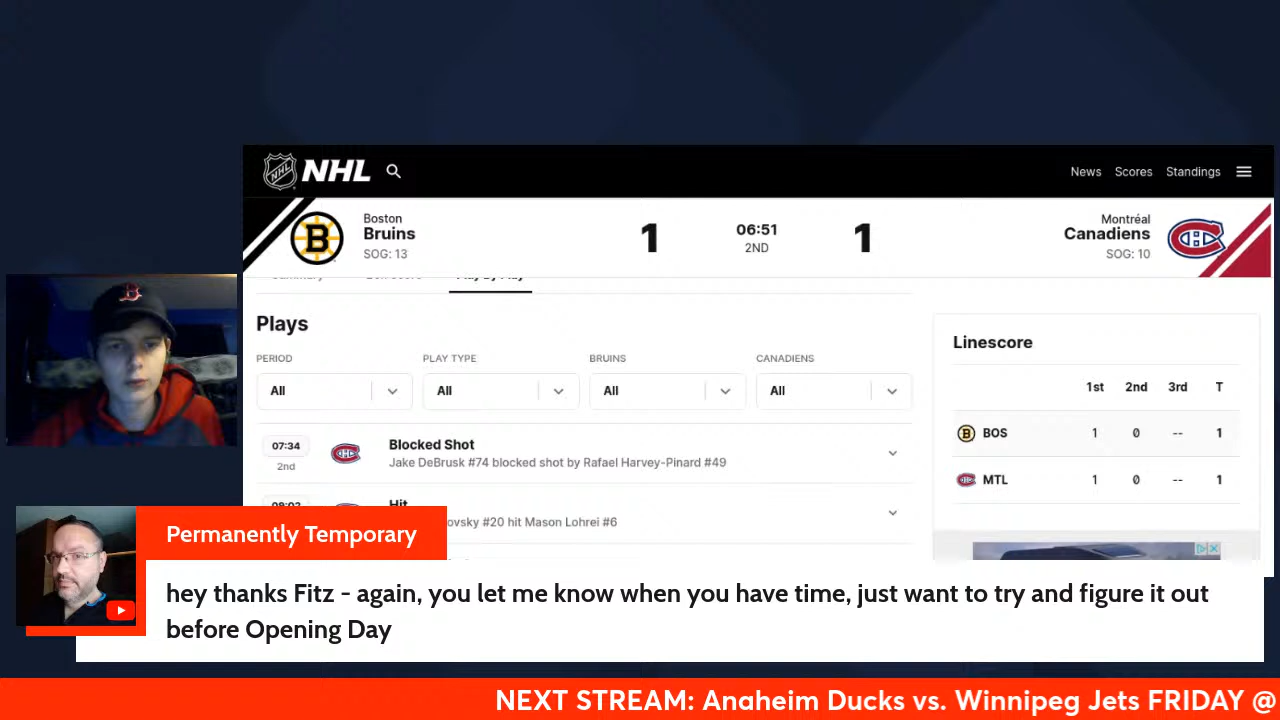 NHL
News Scores Standings
Boston
Bruins
SOG: 13
1
06:51
2ND
1
Montréal
Canadiens
SOG: 10
Plays
PERIOD PLAY TYPE BRUINS CANADIENS
All All All All
07:34
2nd
Blocked Shot
Jake DeBrusk #74 blocked shot by Rafael Harvey-Pinard #49
Hit
#20 hit Mason Lohrei #6
Linescore
1st 2nd 3rd T
BOS 1 0 -- 1
MTL 1 0 -- 1
Permanently Temporary
hey thanks Fitz - again, you let me know when you have time, just want to try and figure it out
before Opening Day
NEXT STREAM: Anaheim Ducks vs. Winnipeg Jets FRIDAY @